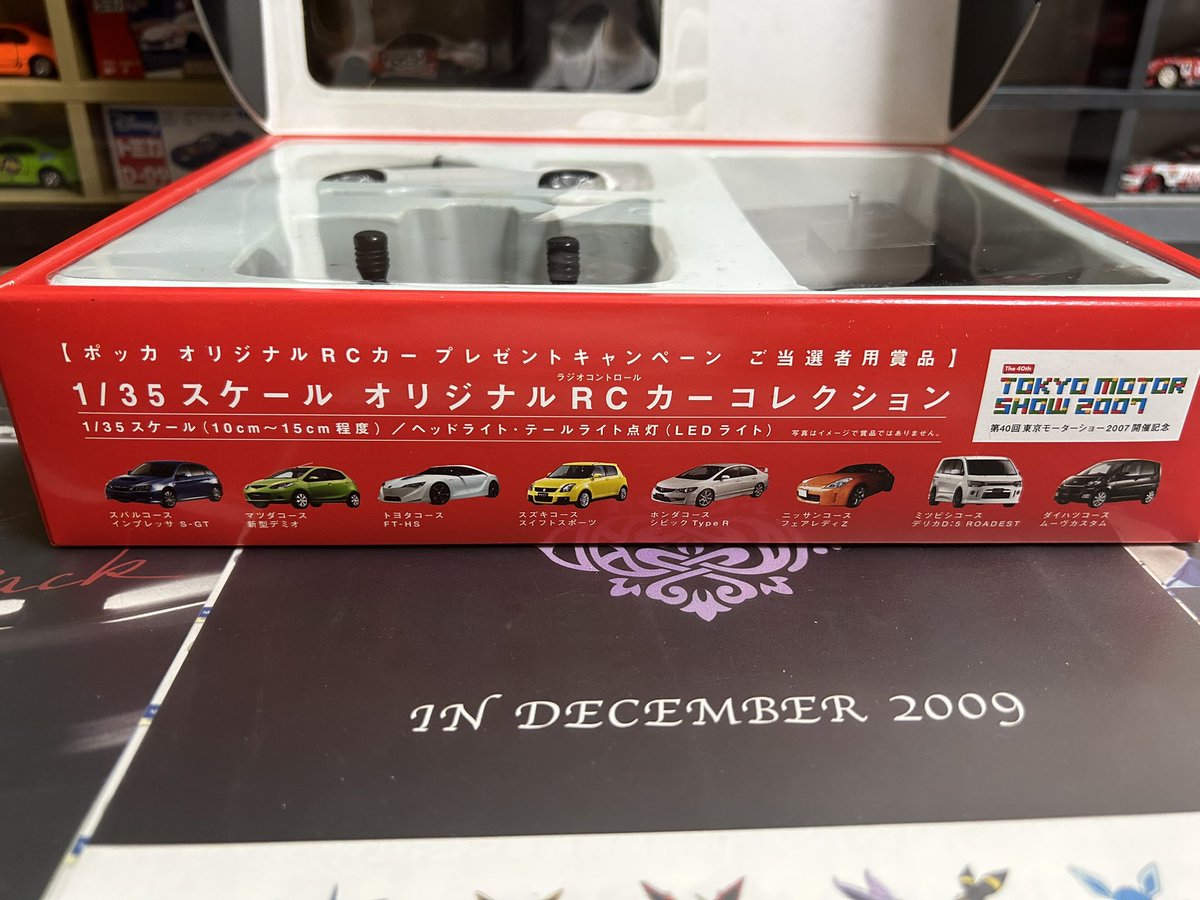 トミカ
【ポッカ オリジナルRCカー プレゼントキャンペーン ご当選者用賞品】
ラジオコントロール
1/35スケール オリジナルRCカーコレクション
1/35スケール(10cm～15cm程度)/ヘッドライト・テールライト点灯(LEDライト)
写真はイメージで賞品ではありません。
The 40th
TOKYO MOTOR
SHOW 2007
第40回 東京モーターショー2007 開催記念
スバルコース
インプレッサ S-GT
マツダコース
新型デミオ
トヨタコース
FT-HS
スズキコース
スイフトスポーツ
ホンダコース
シビック Type R
ニッサンコース
フェアレディZ
ミツビシコース
デリカD:5 ROADEST
ダイハツコース
ムーヴカスタム
IN DECEMBER 2009